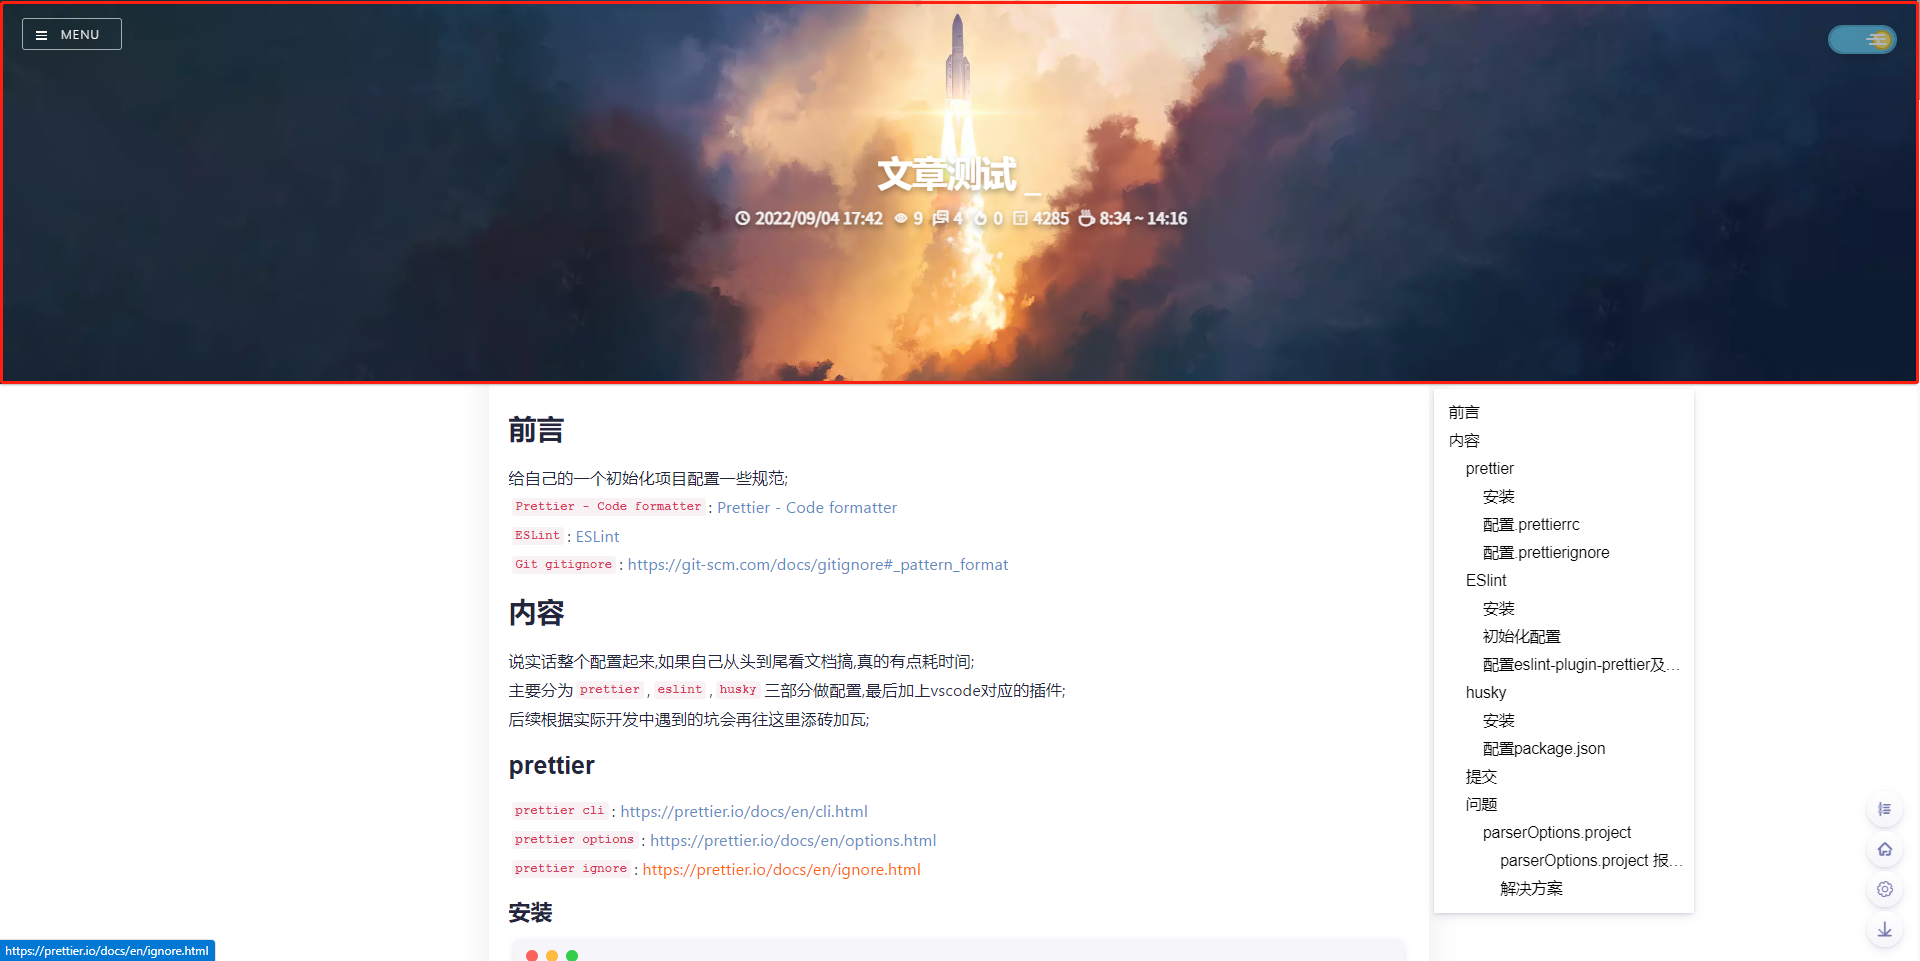 MENU
文章测试 _
2022/09/04 17:42 9 4 0 4285 8:34 ~ 14:16
前言
给自己的一个初始化项目配置一些规范;
Prettier - Code formatter : Prettier - Code formatter
ESLint : ESLint
Git gitignore : https://git-scm.com/docs/gitignore#_pattern_format
内容
说实话整个配置起来,如果自己从头到尾看文档搞,真的有点耗时间;
主要分为 prettier , eslint , husky 三部分做配置,最后加上vscode对应的插件;
后续根据实际开发中遇到的坑会再往这里添砖加瓦;
prettier
prettier cli : https://prettier.io/docs/en/cli.html
prettier options : https://prettier.io/docs/en/options.html
prettier ignore : https://prettier.io/docs/en/ignore.html
安装
前言
内容
prettier
安装
配置.prettierrc
配置.prettierignore
ESlint
安装
初始化配置
配置eslint-plugin-prettier及...
husky
安装
配置package.json
提交
问题
parserOptions.project
parserOptions.project 报...
解决方案
https://prettier.io/docs/en/ignore.html